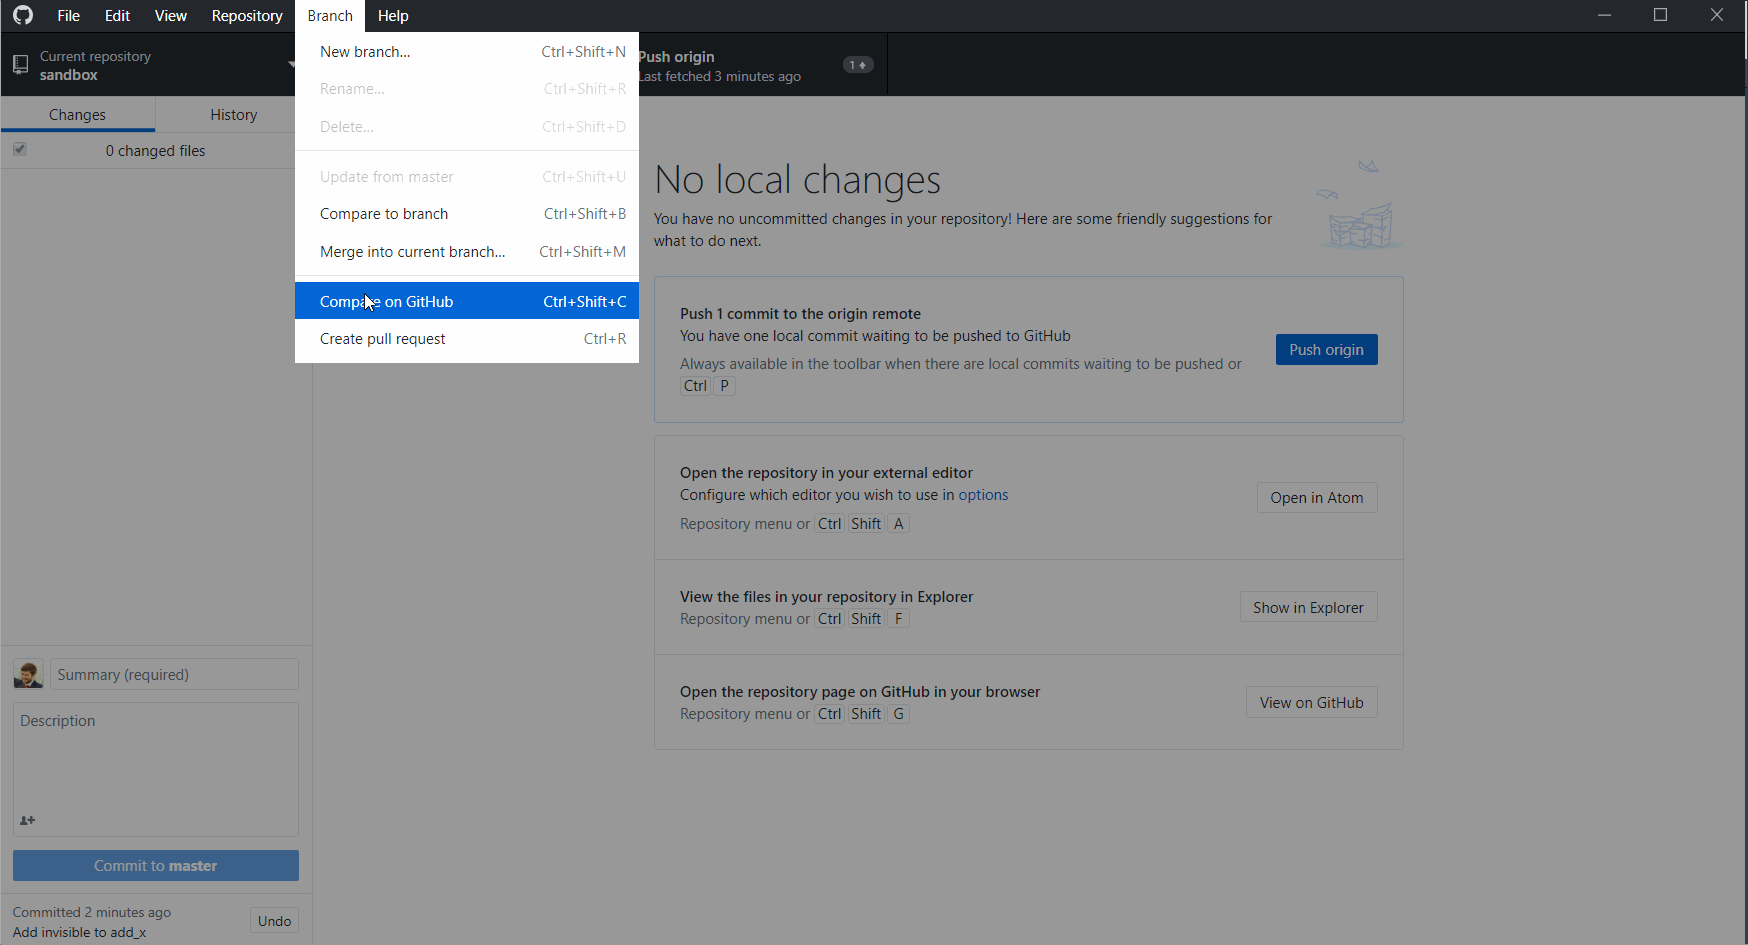 File Edit View Repository Branch Help
Current repository
sandbox
Push origin
Last fetched 3 minutes ago
1
Changes History
0 changed files
New branch... Ctrl+Shift+N
Rename... Ctrl+Shift+R
Delete... Ctrl+Shift+D
Update from master Ctrl+Shift+U
Compare to branch Ctrl+Shift+B
Merge into current branch... Ctrl+Shift+M
Compare on GitHub Ctrl+Shift+C
Create pull request Ctrl+R
No local changes
You have no uncommitted changes in your repository! Here are some friendly suggestions for
what to do next.
Push 1 commit to the origin remote
You have one local commit waiting to be pushed to GitHub
Always available in the toolbar when there are local commits waiting to be pushed or
Ctrl P
Push origin
Open the repository in your external editor
Configure which editor you wish to use in options
Repository menu or Ctrl Shift A
Open in Atom
View the files in your repository in Explorer
Repository menu or Ctrl Shift F
Show in Explorer
Open the repository page on GitHub in your browser
Repository menu or Ctrl Shift G
View on GitHub
Summary (required)
Description
Commit to master
Committed 2 minutes ago
Add invisible to add_x
Undo